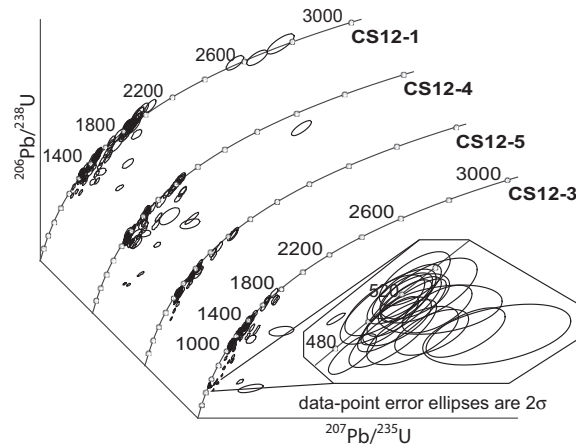 3000
CS12-1
2600
2200
CS12-4
1800
1400
CS12-5
3000
CS12-3
2600
2200
1800
1400
1000
520
480
data-point error ellipses are 2σ
206Pb/238U
207Pb/235U